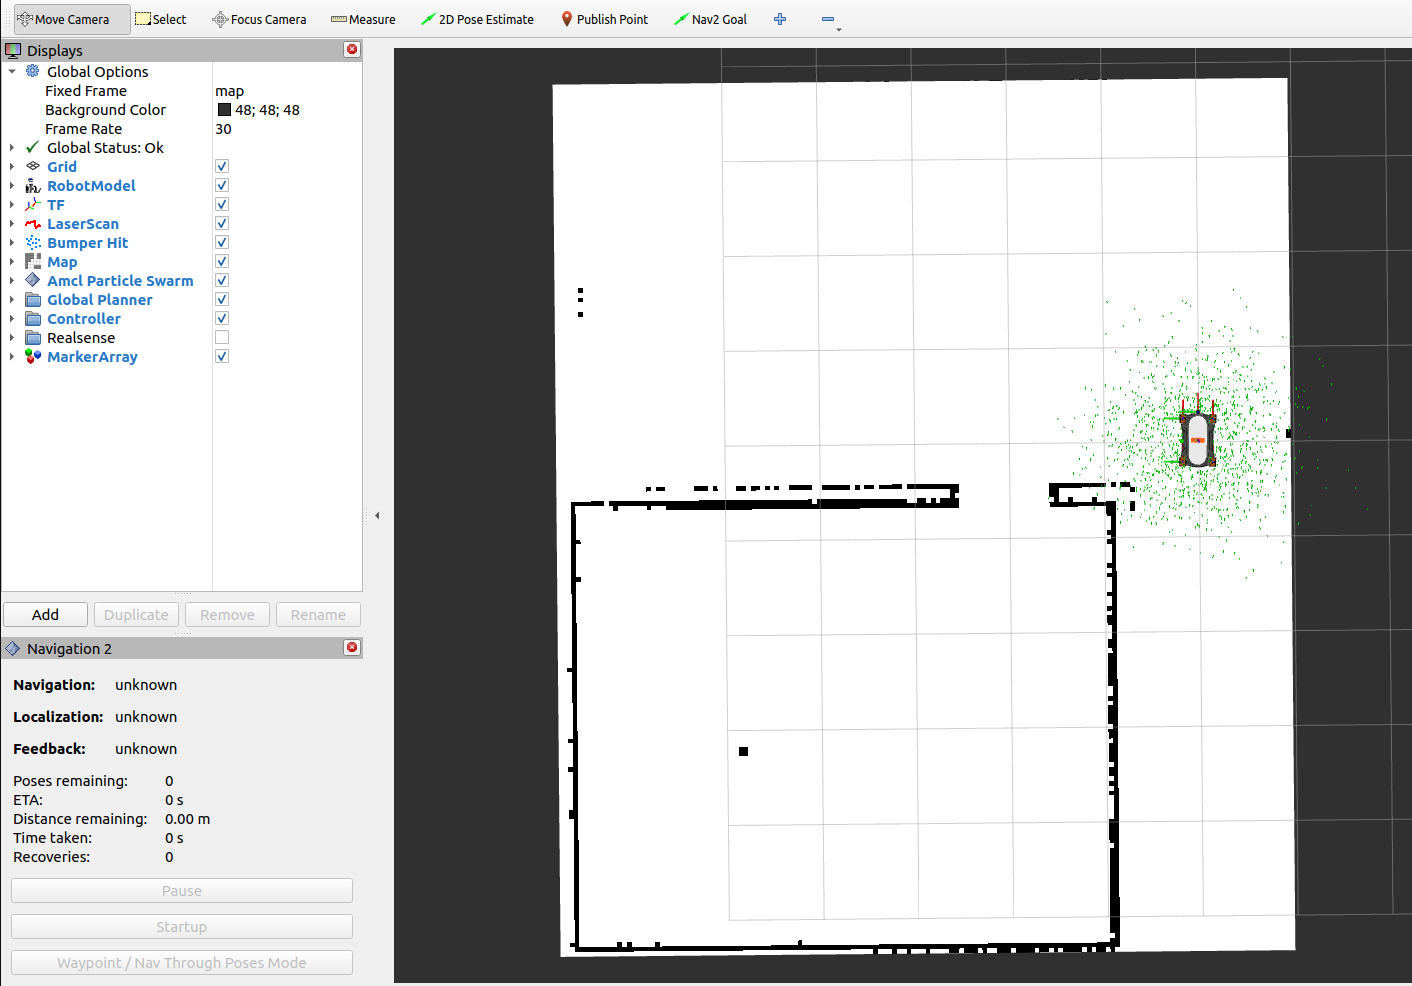 Move Camera Select Focus Camera Measure 2D Pose Estimate Publish Point Nav2 Goal
Displays
Global Options
Fixed Frame map
Background Color 48; 48; 48
Frame Rate 30
Global Status: Ok
Grid
RobotModel
TF
LaserScan
Bumper Hit
Map
Amcl Particle Swarm
Global Planner
Controller
Realsense
MarkerArray
Add Duplicate Remove Rename
Navigation 2
Navigation: unknown
Localization: unknown
Feedback: unknown
Poses remaining: 0
ETA: 0 s
Distance remaining: 0.00 m
Time taken: 0 s
Recoveries: 0
Pause
Startup
Waypoint / Nav Through Poses Mode